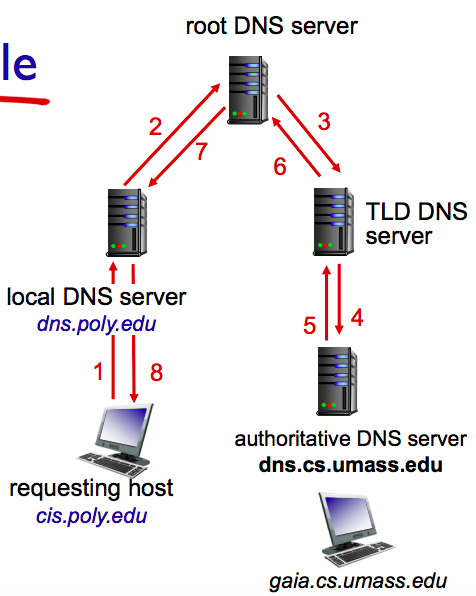 root DNS server
le
2
3
7
6
TLD DNS
server
local DNS server
dns.poly.edu
5
4
1
8
authoritative DNS server
dns.cs.umass.edu
requesting host
cis.poly.edu
gaia.cs.umass.edu